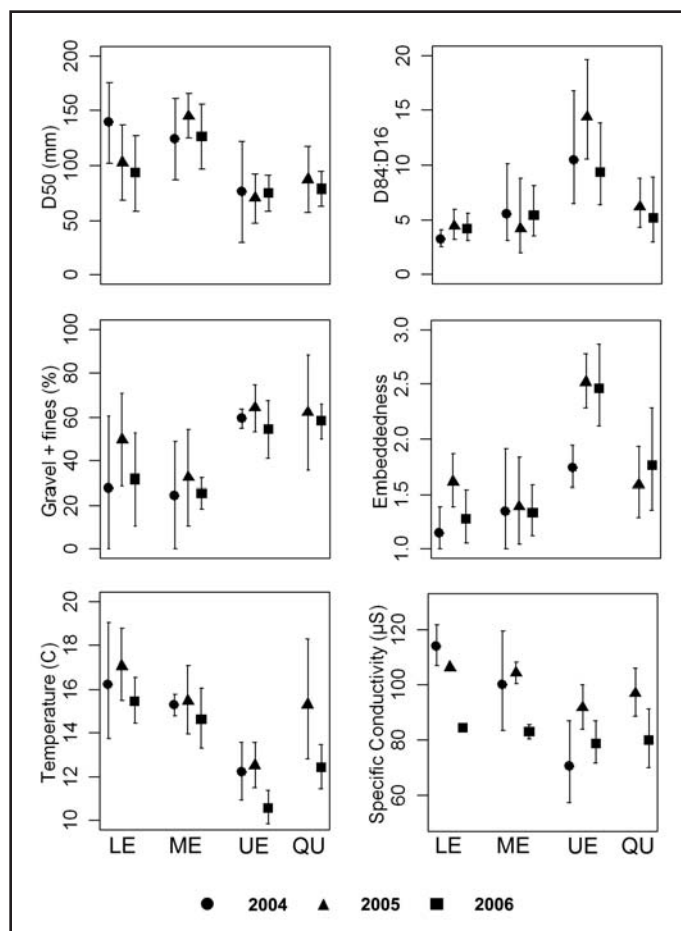 D50 (mm)
0 50 100 150 200
D84:D16
0 5 10 15 20
Gravel + fines (%)
0 20 40 60 80 100
Embeddedness
1.0 1.5 2.0 2.5 3.0
Temperature (C)
10 12 14 16 18 20
Specific Conductivity (µS)
60 80 100 120
LE ME UE QU
LE ME UE QU
2004 2005 2006